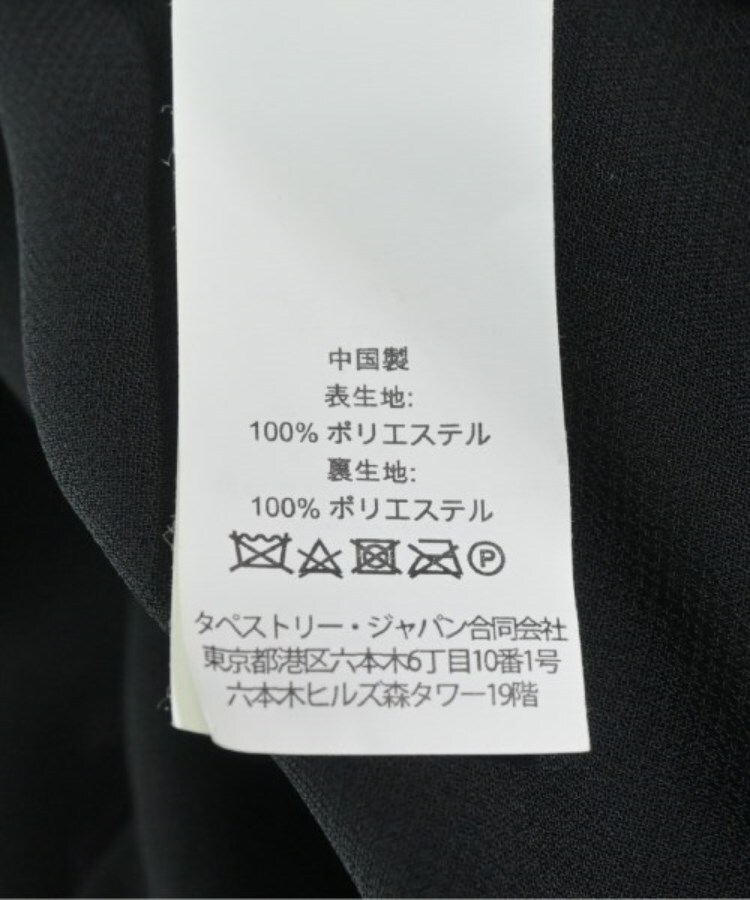 中国製
表生地:
100% ポリエステル
裏生地:
100% ポリエステル
P
タペストリー・ジャパン合同会社
東京都港区六本木6丁目10番1号
六本木ヒルズ森タワー19階